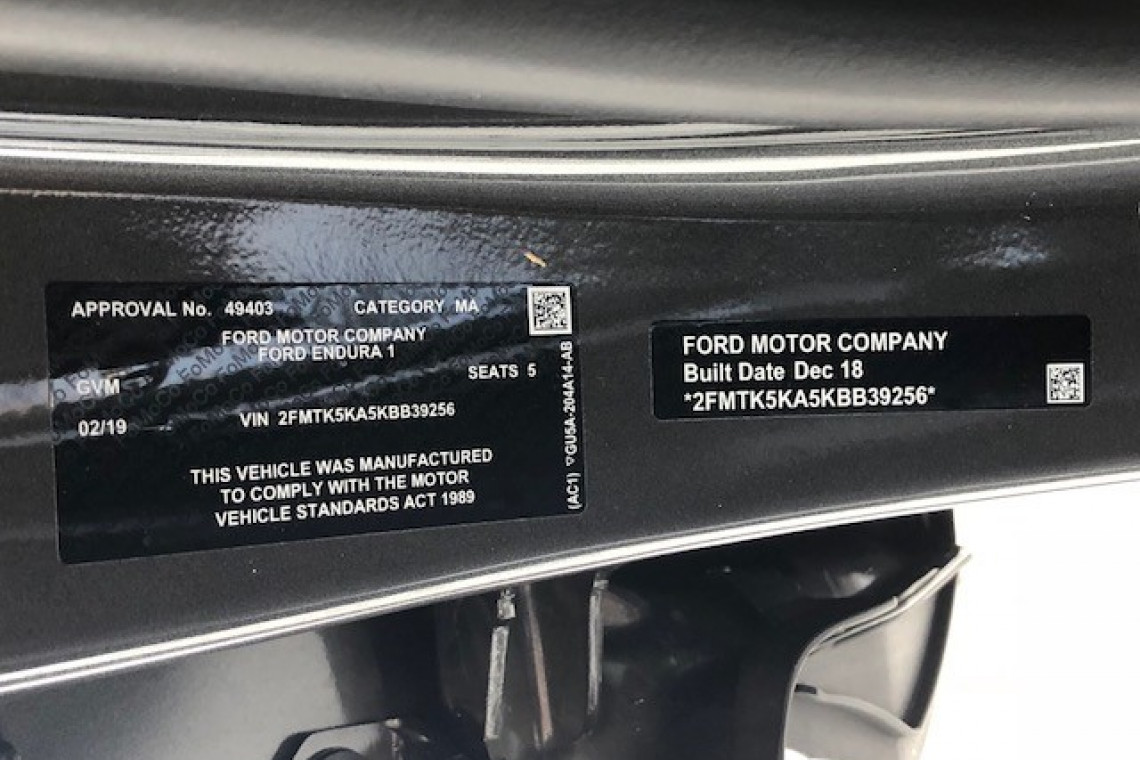 APPROVAL No. 49403 CATEGORY MA
FORD MOTOR COMPANY
FORD ENDURA 1
GVM
SEATS 5
02/19 VIN 2FMTK5KA5KBB39256
THIS VEHICLE WAS MANUFACTURED
TO COMPLY WITH THE MOTOR
VEHICLE STANDARDS ACT 1989
(AC1) ▽GU5A-204A14-AB
FORD MOTOR COMPANY
Built Date Dec 18
*2FMTK5KA5KBB39256*